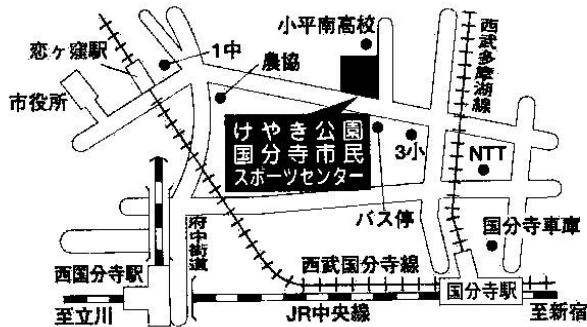 小平南高校
西武多摩湖線
恋ヶ窪駅
1中
農協
市役所
けやき公園
国分寺市民
スポーツセンター
3小
NTT
バス停
国分寺車庫
府中街道
西国分寺駅
西武国分寺線
国分寺駅
至立川
JR中央線
至新宿